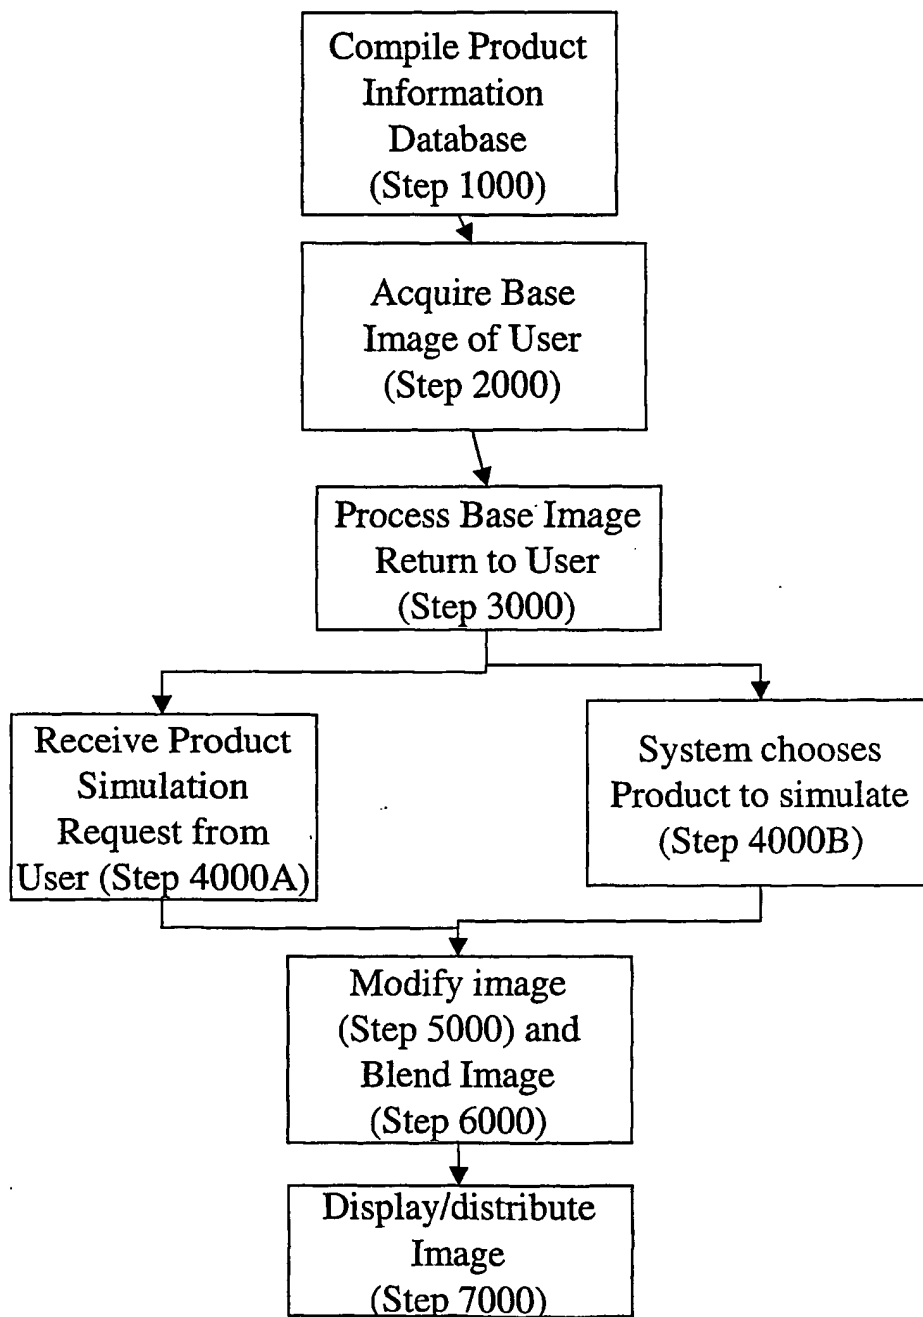 Compile Product
Information
Database
(Step 1000)
Acquire Base
Image of User
(Step 2000)
Process Base Image
Return to User
(Step 3000)
Receive Product
Simulation
Request from
User (Step 4000A)
System chooses
Product to simulate
(Step 4000B)
Modify image
(Step 5000) and
Blend Image
(Step 6000)
Display/distribute
Image
(Step 7000)